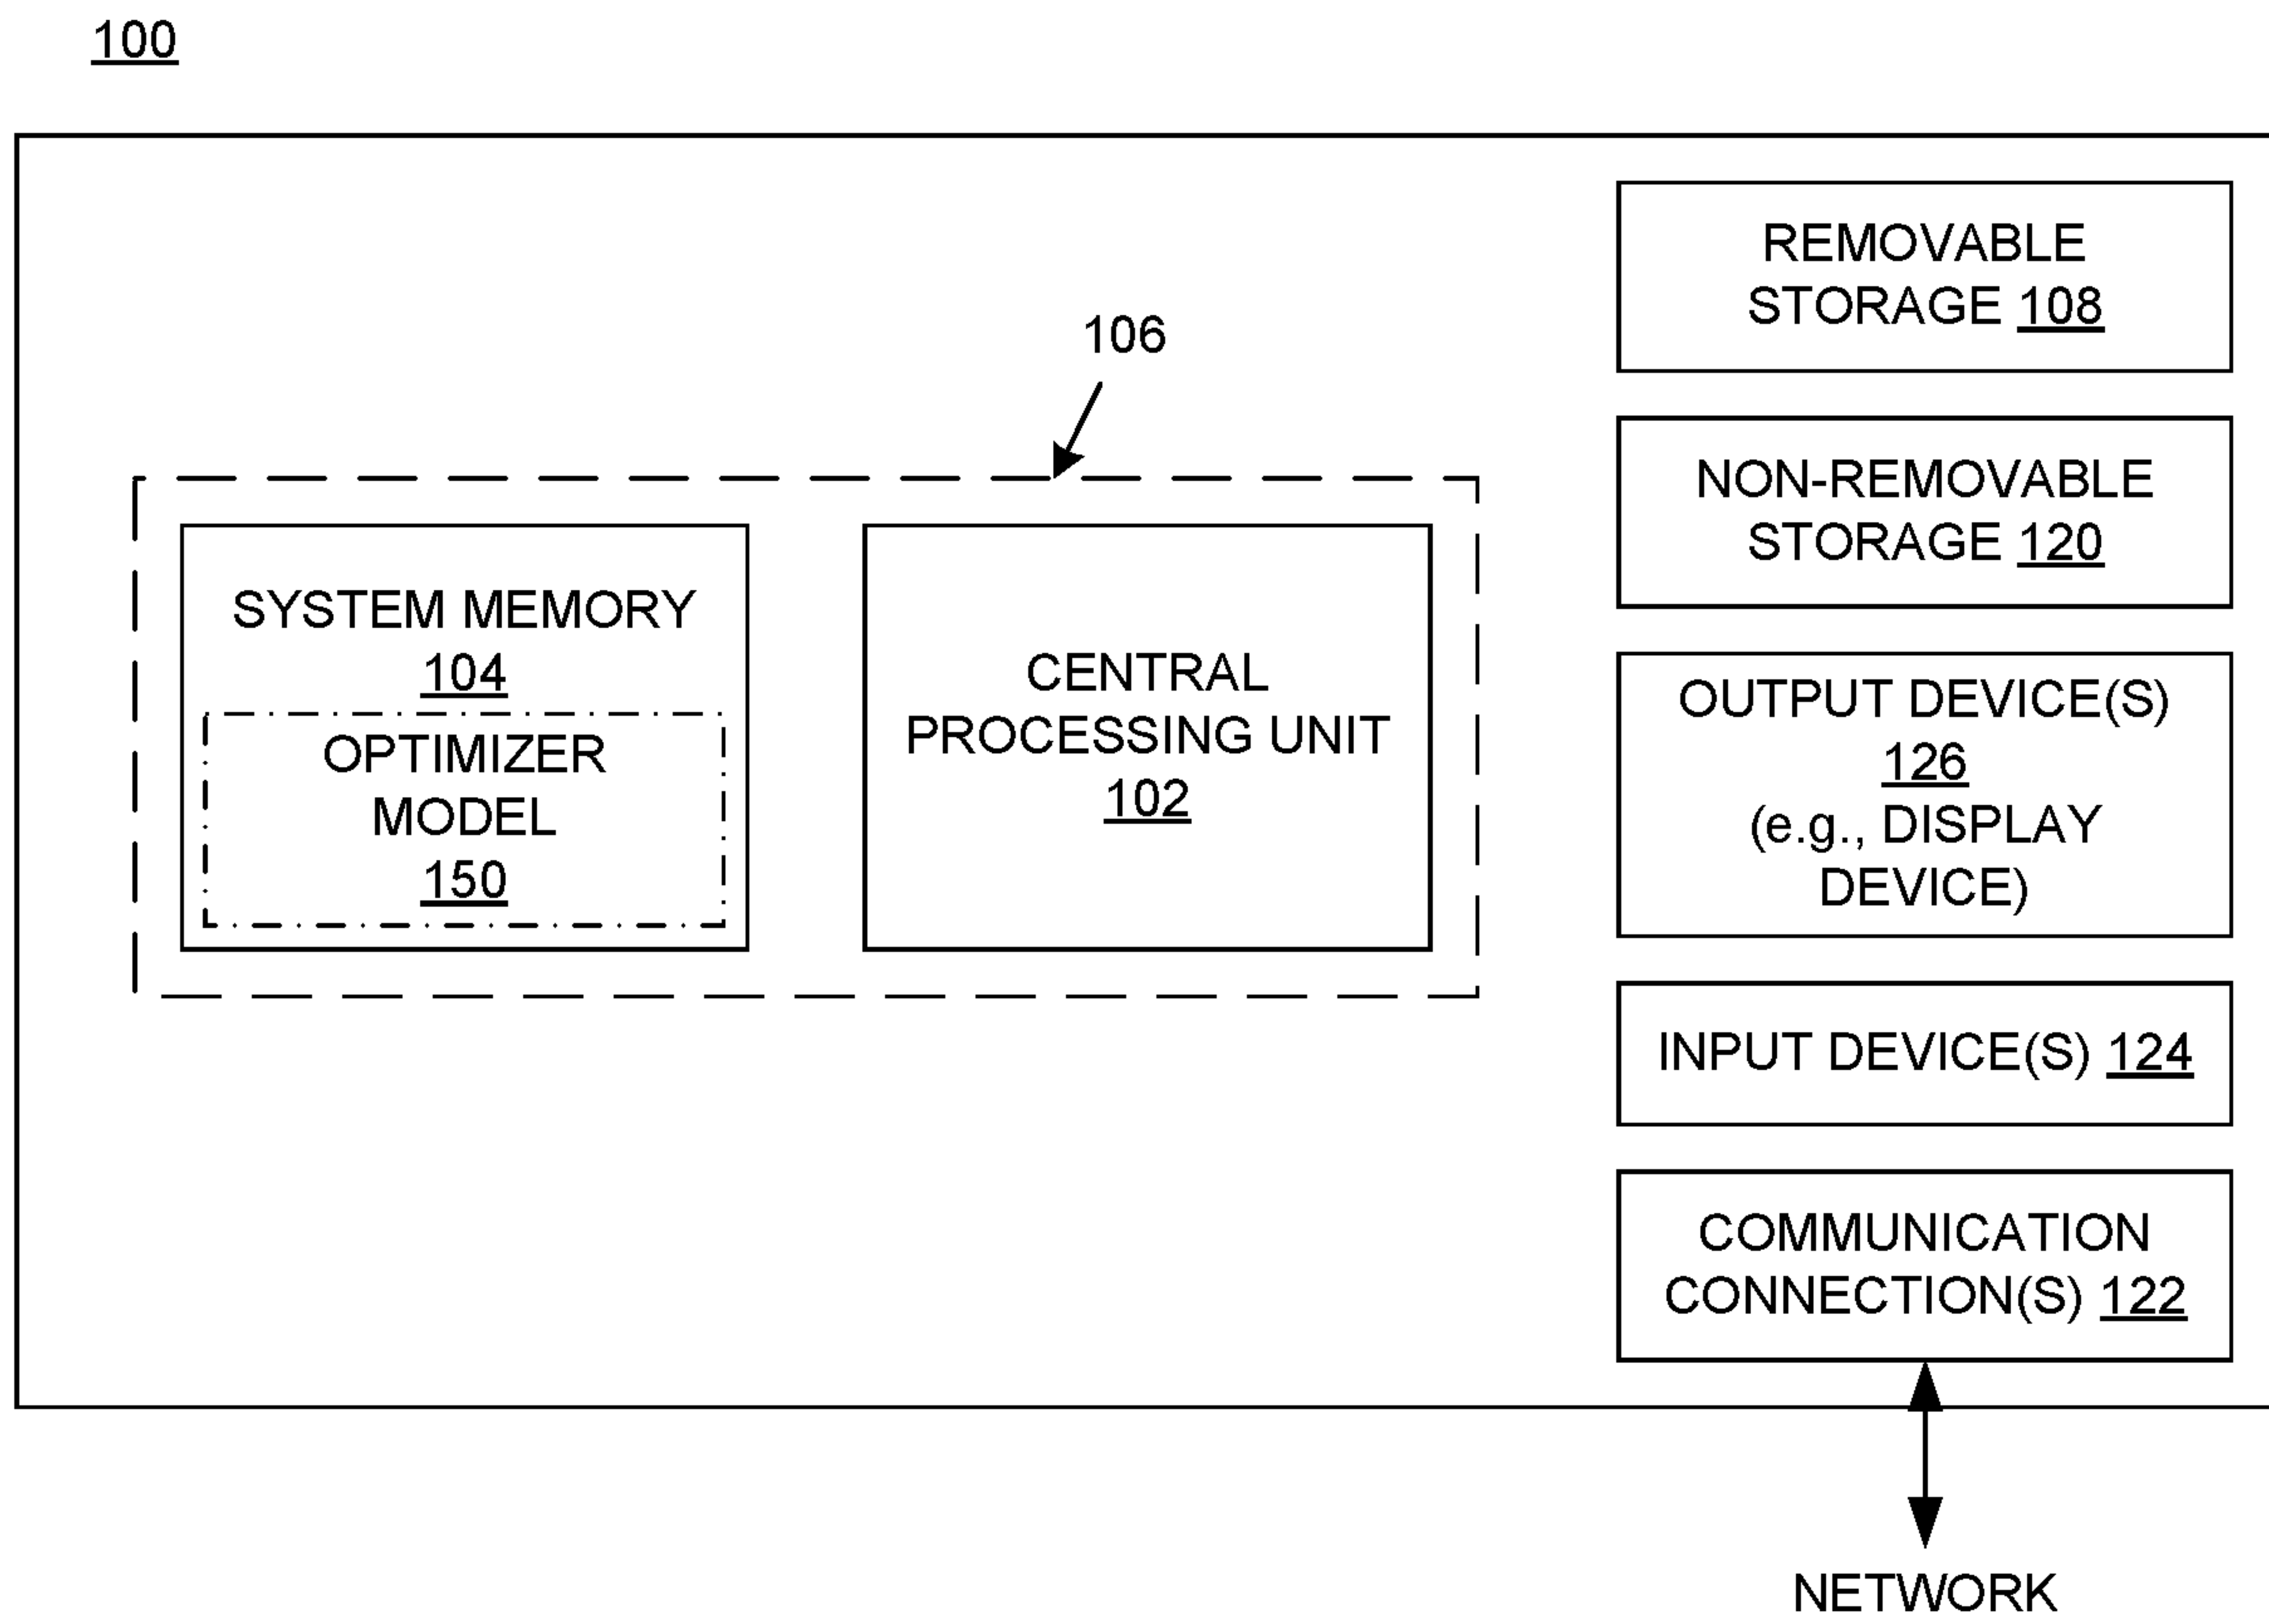 100
106
SYSTEM MEMORY
104
OPTIMIZER
MODEL
150
CENTRAL
PROCESSING UNIT
102
REMOVABLE
STORAGE 108
NON-REMOVABLE
STORAGE 120
OUTPUT DEVICE(S)
126
(e.g., DISPLAY
DEVICE)
INPUT DEVICE(S) 124
COMMUNICATION
CONNECTION(S) 122
NETWORK